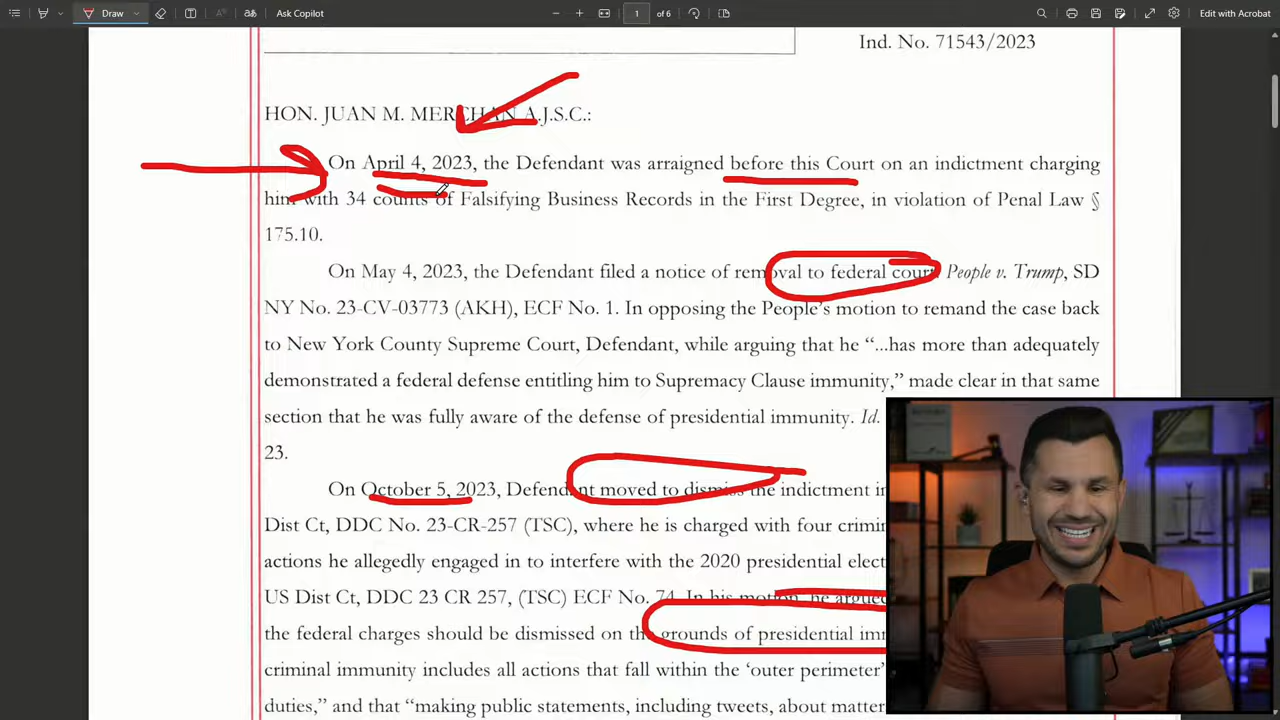 Draw
Ask Copilot
1 of 6
Edit with Acrobat
Ind. No. 71543/2023
HON. JUAN M. MERCHAN A.J.S.C.:
On April 4, 2023, the Defendant was arraigned before this Court on an indictment charging
him with 34 counts of Falsifying Business Records in the First Degree, in violation of Penal Law §
175.10.
On May 4, 2023, the Defendant filed a notice of removal to federal court. People v. Trump, SD
NY No. 23-CV-03773 (AKH), ECF No. 1. In opposing the People's motion to remand the case back
to New York County Supreme Court, Defendant, while arguing that he “...has more than adequately
demonstrated a federal defense entitling him to Supremacy Clause immunity,” made clear in that same
section that he was fully aware of the defense of presidential immunity. Id.
23.
On October 5, 2023, Defendant moved to dismiss the indictment in
Dist Ct, DDC No. 23-CR-257 (TSC), where he is charged with four crimin
actions he allegedly engaged in to interfere with the 2020 presidential elect
US Dist Ct, DDC 23 CR 257, (TSC) ECF No. 74. In his motion, he argued
the federal charges should be dismissed on the grounds of presidential imm
criminal immunity includes all actions that fall within the ‘outer perimeter’
duties,” and that “making public statements, including tweets, about matter